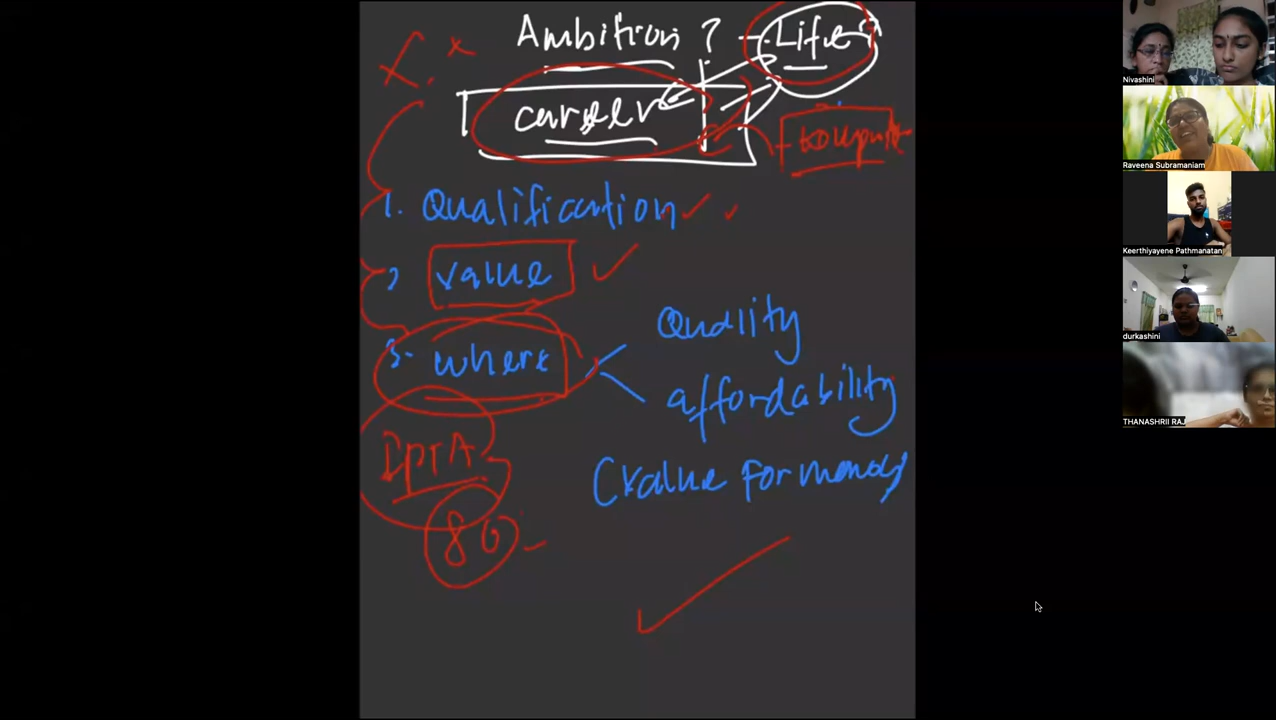 Ambition ? Life
career
1. Qualification
2 value
3. where
Quality
affordability
(value for money
80
Nivashini
Raveena Subramaniam
Keerthiyayene Pathmanatan
durkashini
THANASHRII RAJ